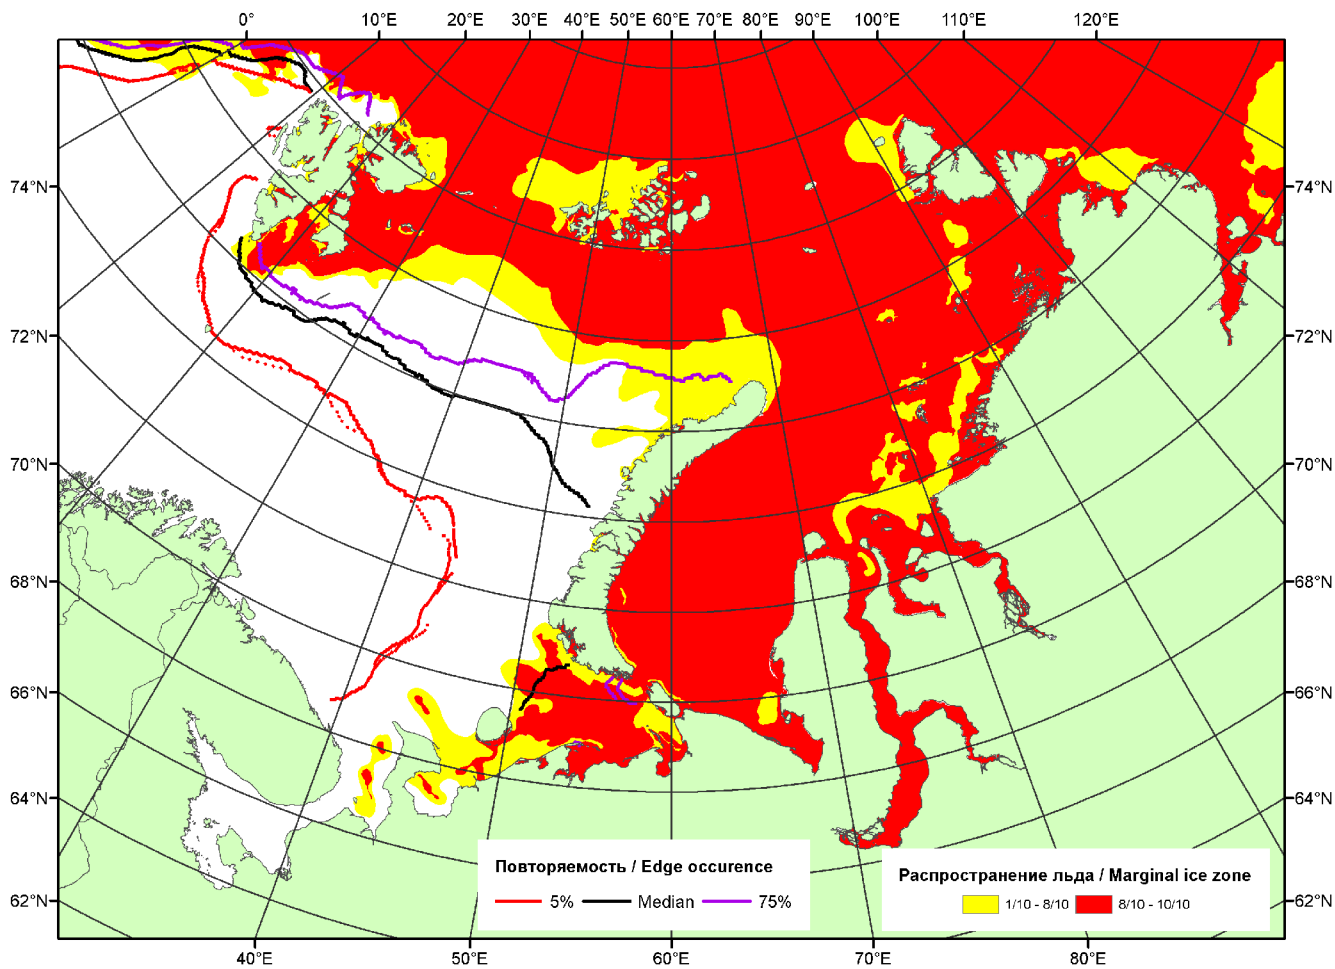 0° 10°E 20°E 30°E 40°E 50°E 60°E 70°E 80°E 90°E 100°E 110°E 120°E
74°N 74°N
72°N 72°N
70°N 70°N
68°N 68°N
66°N 66°N
64°N 64°N
62°N 62°N
Повторяемость / Edge occurence
5% Median 75%
Распространение льда / Marginal ice zone
1/10 - 8/10 8/10 - 10/10
40°E 50°E 60°E 70°E 80°E